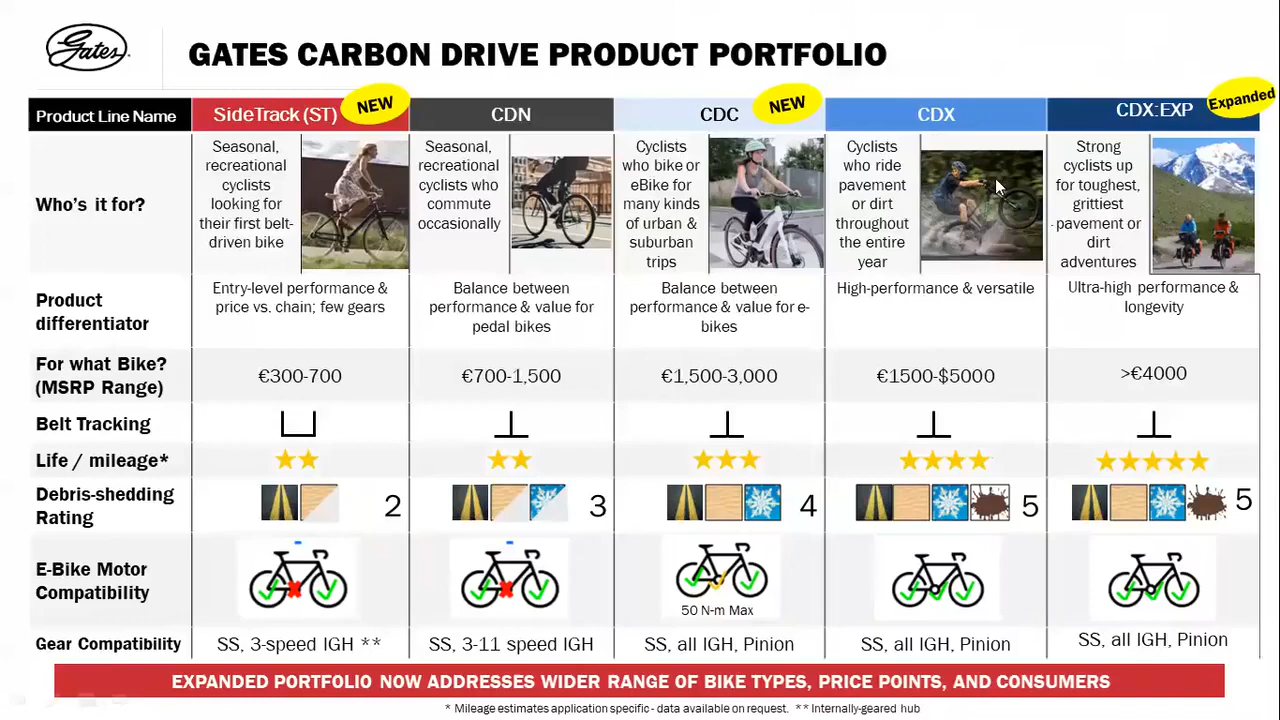 Gates
GATES CARBON DRIVE PRODUCT PORTFOLIO
Product Line Name
SideTrack (ST)
NEW
CDN
CDC
NEW
CDX
CDX:EXP
Expanded
Who's it for?
Seasonal,
recreational
cyclists
looking for
their first belt-
driven bike
Seasonal,
recreational
cyclists who
commute
occasionally
Cyclists
who bike or
eBike for
many kinds
of urban &
suburban
trips
Cyclists
who ride
pavement
or dirt
throughout
the entire
year
Strong
cyclists up
for toughest,
grittiest
pavement or
dirt
adventures
Product
differentiator
Entry-level performance &
price vs. chain; few gears
Balance between
performance & value for
pedal bikes
Balance between
performance & value for e-
bikes
High-performance & versatile
Ultra-high performance &
longevity
For what Bike?
(MSRP Range)
€300-700
€700-1,500
€1,500-3,000
€1500-$5000
>€4000
Belt Tracking
Life / mileage*
Debris-shedding
Rating
2
3
4
5
5
E-Bike Motor
Compatibility
50 N-m Max
Gear Compatibility
SS, 3-speed IGH **
SS, 3-11 speed IGH
SS, all IGH, Pinion
SS, all IGH, Pinion
SS, all IGH, Pinion
EXPANDED PORTFOLIO NOW ADDRESSES WIDER RANGE OF BIKE TYPES, PRICE POINTS, AND CONSUMERS
* Mileage estimates application specific - data available on request. ** Internally-geared hub